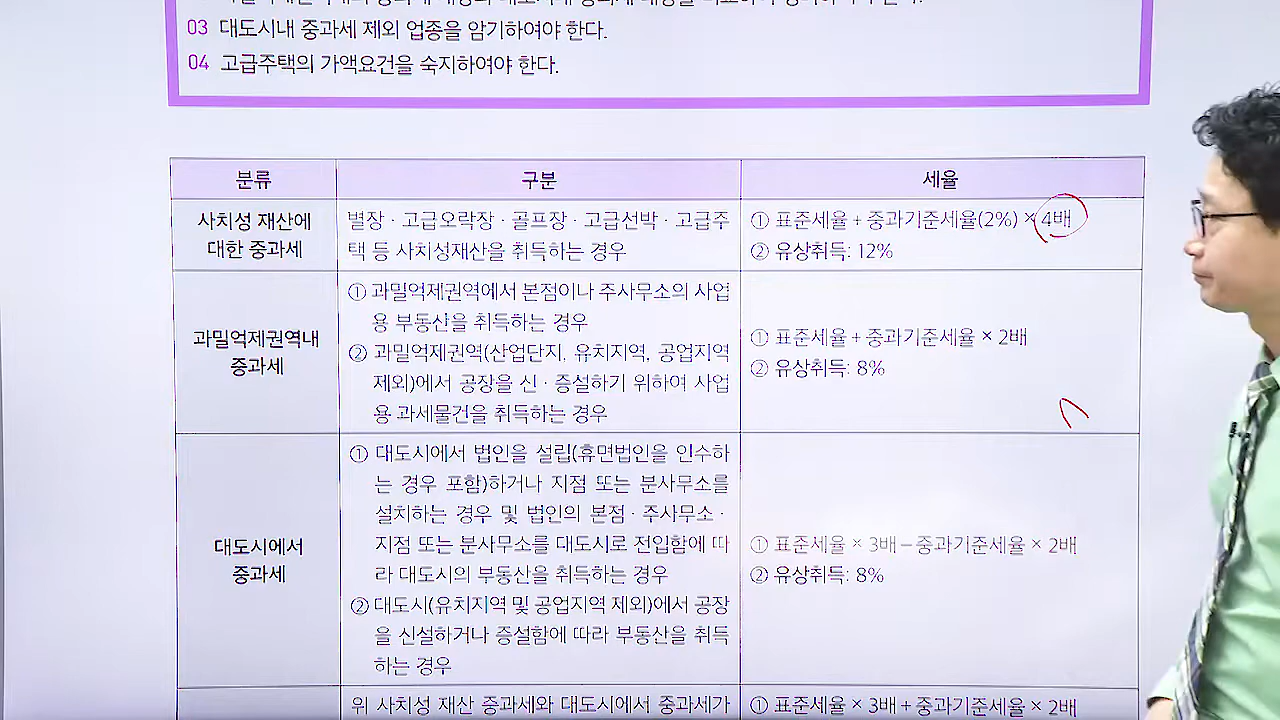 03 대도시내 중과세 제외 업종을 암기하여야 한다.
04 고급주택의 가액요건을 숙지하여야 한다.
분류 구분 세율
사치성 재산에
대한 중과세
별장 · 고급오락장 · 골프장 · 고급선박 · 고급주
택 등 사치성재산을 취득하는 경우
① 표준세율 + 중과기준세율(2%) × 4배
② 유상취득: 12%
과밀억제권역내
중과세
① 과밀억제권역에서 본점이나 주사무소의 사업
용 부동산을 취득하는 경우
② 과밀억제권역(산업단지, 유치지역, 공업지역
제외)에서 공장을 신 · 증설하기 위하여 사업
용 과세물건을 취득하는 경우
① 표준세율 + 중과기준세율 × 2배
② 유상취득: 8%
대도시에서
중과세
① 대도시에서 법인을 설립(휴면법인을 인수하
는 경우 포함)하거나 지점 또는 분사무소를
설치하는 경우 및 법인의 본점 · 주사무소 ·
지점 또는 분사무소를 대도시로 전입함에 따
라 대도시의 부동산을 취득하는 경우
② 대도시(유치지역 및 공업지역 제외)에서 공장
을 신설하거나 증설함에 따라 부동산을 취득
하는 경우
① 표준세율 × 3배 – 중과기준세율 × 2배
② 유상취득: 8%
위 사치성 재산 중과세와 대도시에서 중과세가
① 표준세율 × 3배 + 중과기준세율 × 2배